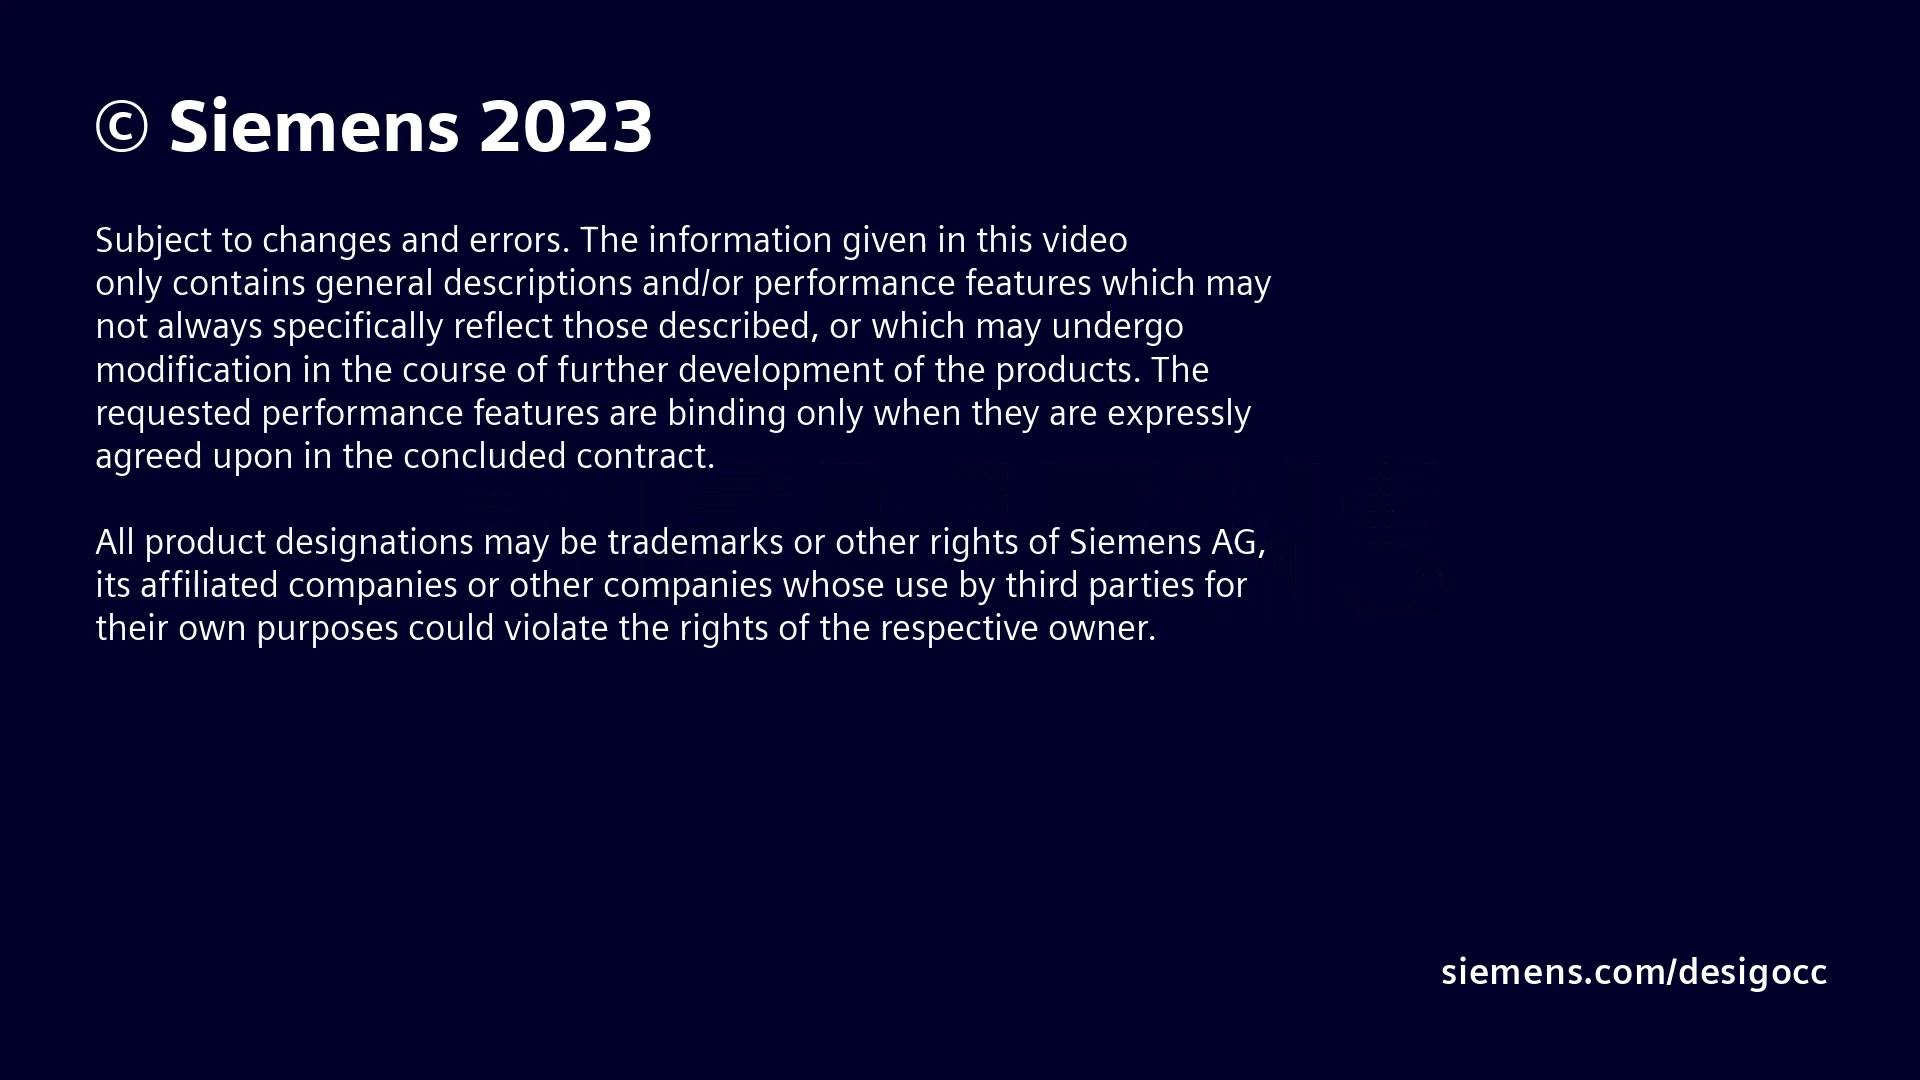 © Siemens 2023
Subject to changes and errors. The information given in this video
only contains general descriptions and/or performance features which may
not always specifically reflect those described, or which may undergo
modification in the course of further development of the products. The
requested performance features are binding only when they are expressly
agreed upon in the concluded contract.
All product designations may be trademarks or other rights of Siemens AG,
its affiliated companies or other companies whose use by third parties for
their own purposes could violate the rights of the respective owner.
siemens.com/desigocc